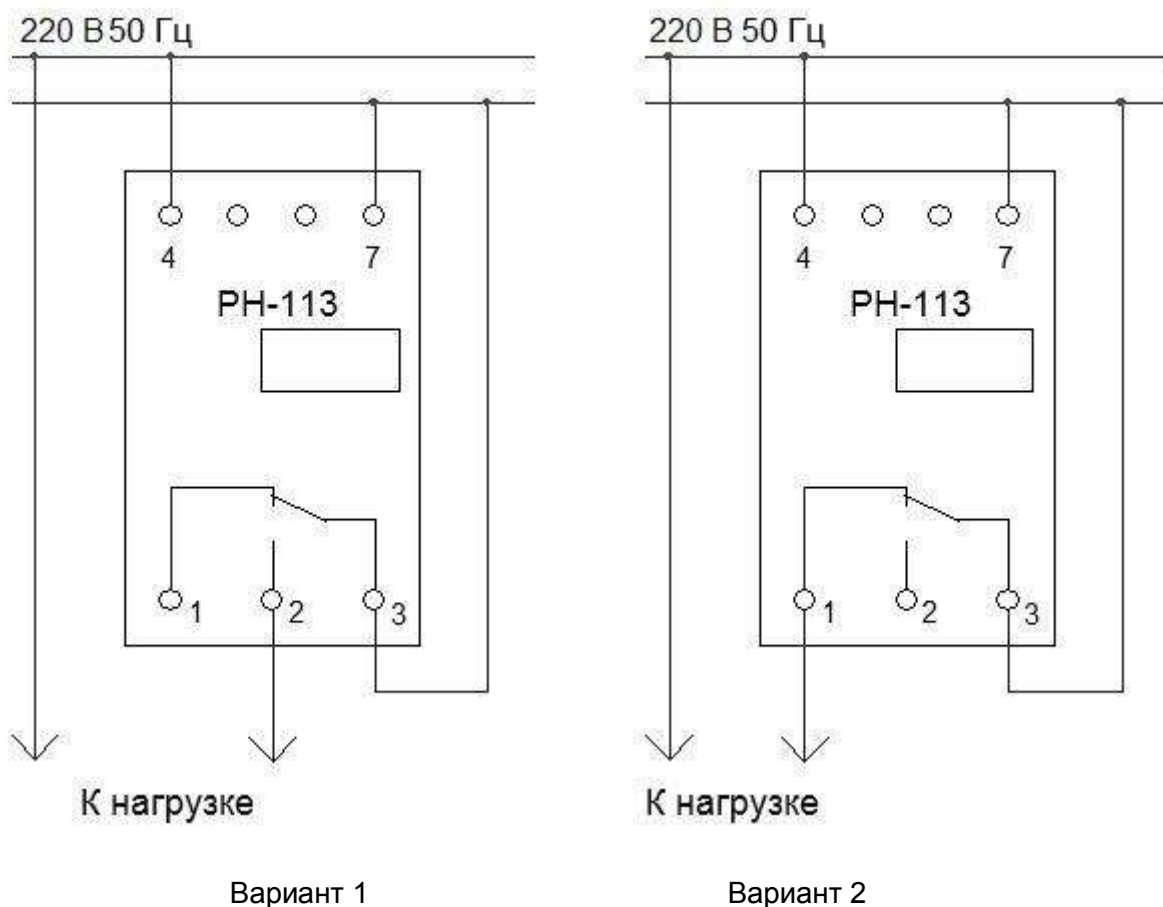 220 В 50 Гц
4 7
РН-113
1 2 3
К нагрузке
Вариант 1
220 В 50 Гц
4 7
РН-113
1 2 3
К нагрузке
Вариант 2